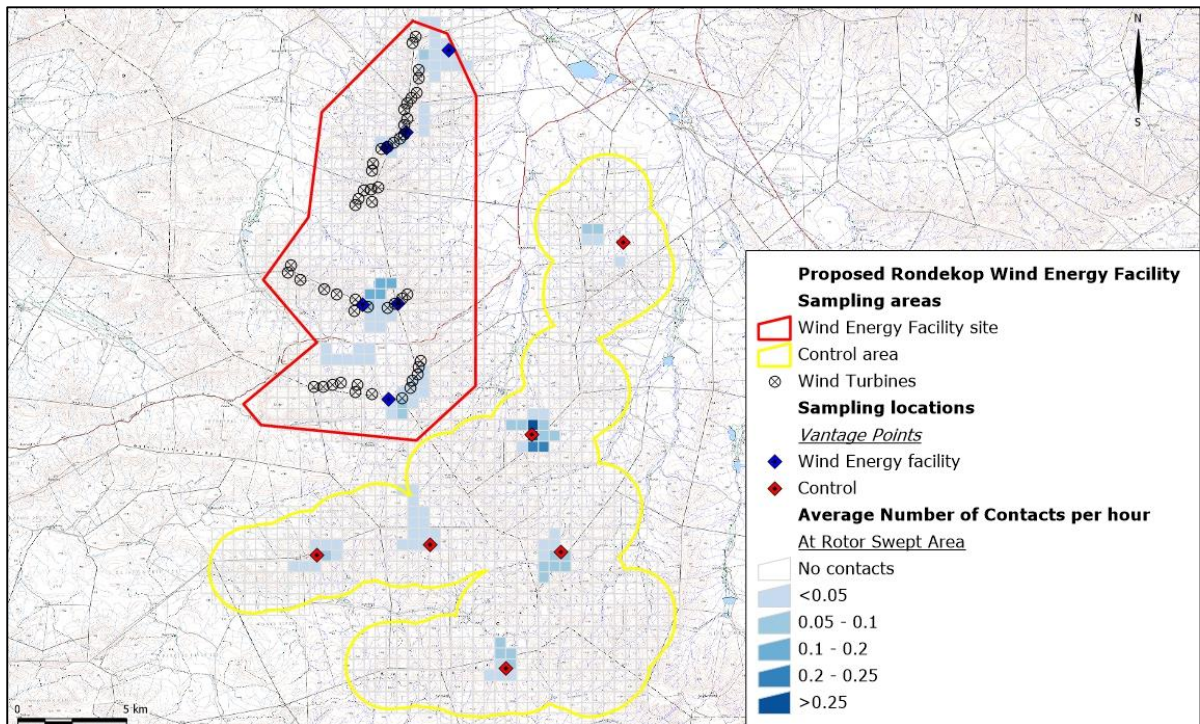 N
S
Proposed Rondekop Wind Energy Facility
Sampling areas
Wind Energy Facility site
Control area
Wind Turbines
Sampling locations
Vantage Points
Wind Energy facility
Control
Average Number of Contacts per hour
At Rotor Swept Area
No contacts
<0.05
0.05 - 0.1
0.1 - 0.2
0.2 - 0.25
>0.25
0
5 km